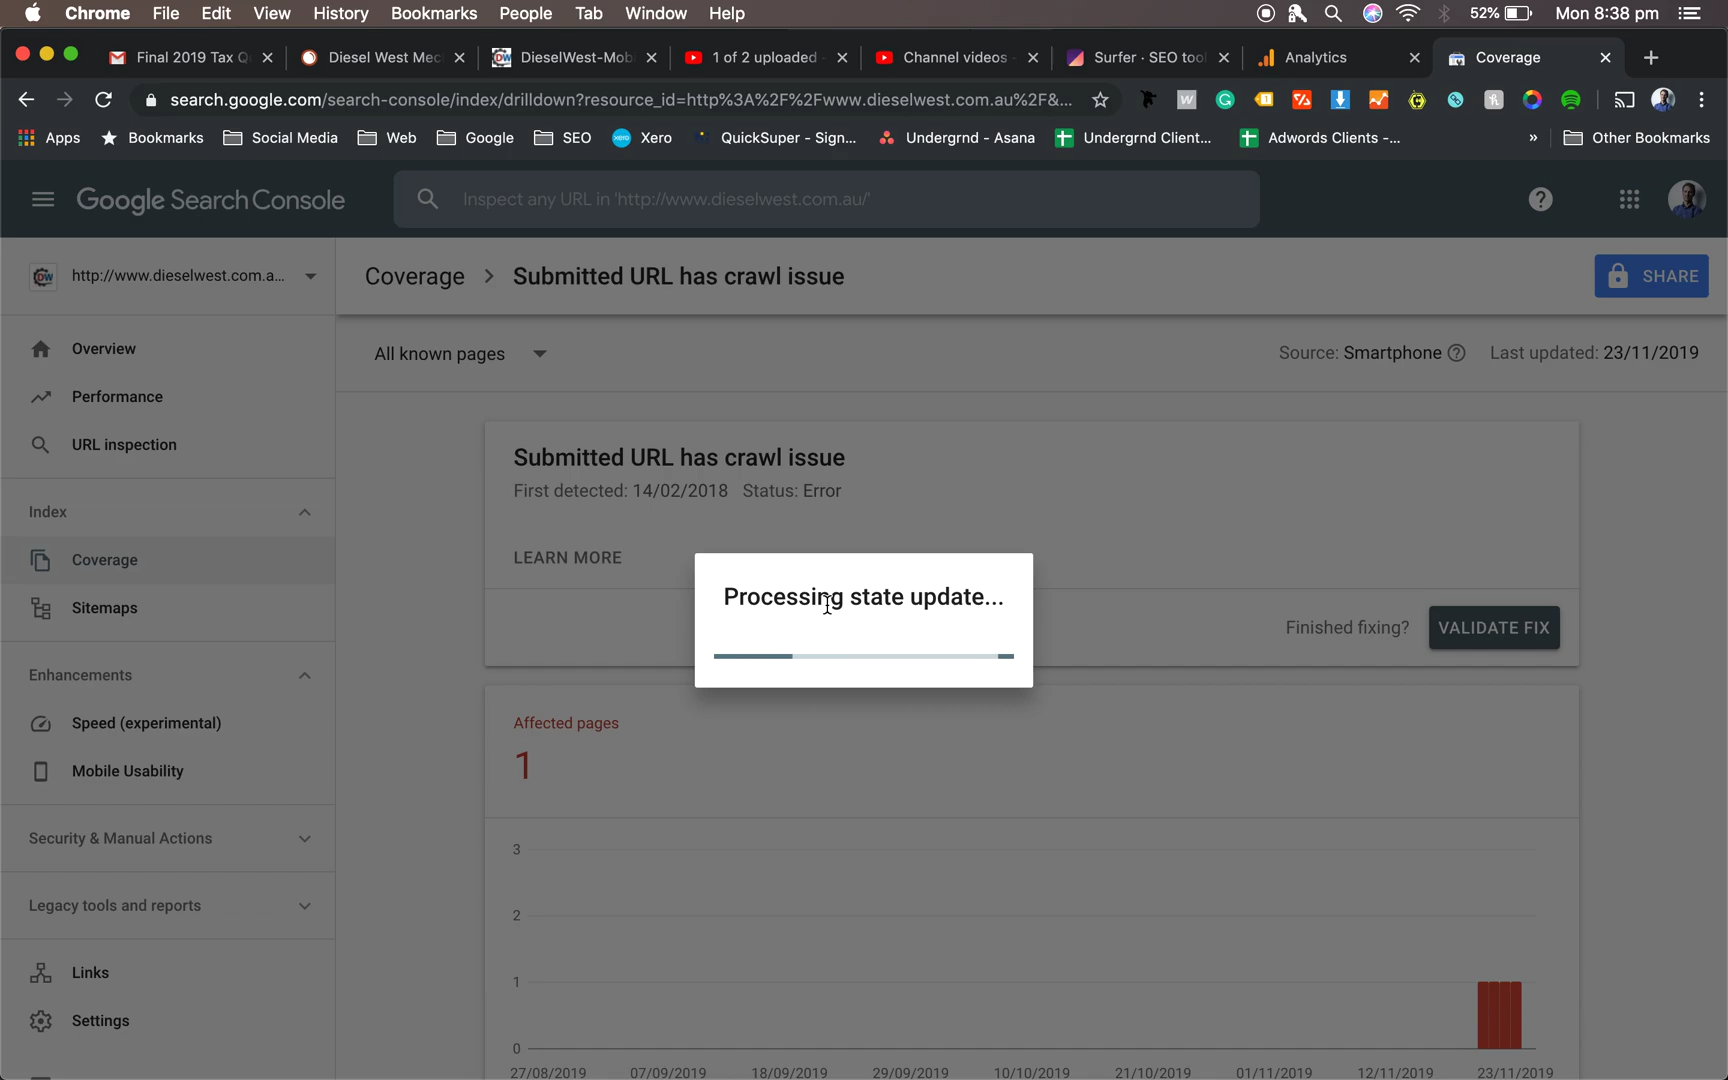 Chrome File Edit View History Bookmarks People Tab Window Help 52% Mon 8:38 pm
Final 2019 Tax Q Diesel West Mec DieselWest-Mobi 1 of 2 uploaded - Channel videos - Surfer · SEO tool Analytics Coverage
search.google.com/search-console/index/drilldown?resource_id=http%3A%2F%2Fwww.dieselwest.com.au%2F&...
Apps Bookmarks Social Media Web Google SEO Xero QuickSuper - Sign... Undergrnd - Asana Undergrnd Client... Adwords Clients -... » Other Bookmarks
Google Search Console Inspect any URL in 'http://www.dieselwest.com.au/'
http://www.dieselwest.com.a... Coverage > Submitted URL has crawl issue SHARE
All known pages Source: Smartphone Last updated: 23/11/2019
Overview
Performance
URL inspection
Index
Coverage
Sitemaps
Enhancements
Speed (experimental)
Mobile Usability
Security & Manual Actions
Legacy tools and reports
Links
Settings
Submitted URL has crawl issue
First detected: 14/02/2018 Status: Error
LEARN MORE
Processing state update...
Finished fixing? VALIDATE FIX
Affected pages
1
3
2
1
0
27/08/2019 07/09/2019 18/09/2019 29/09/2019 10/10/2019 21/10/2019 01/11/2019 12/11/2019 23/11/2019